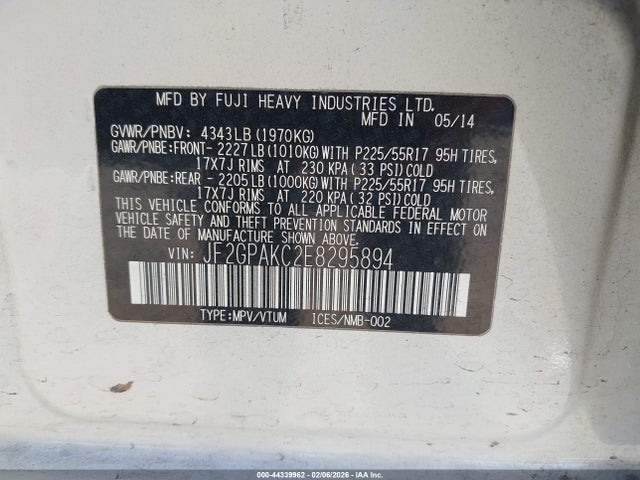 MFD BY FUJI HEAVY INDUSTRIES LTD.
MFD IN 05/14
GVWR/PNBV: 4343LB(1970KG)
GAWR/PNBE:FRONT- 2227LB(1010KG)WITH P225/55R17 95H TIRES,
17X7J RIMS AT 230 KPA(33 PSI)COLD
GAWR/PNBE:REAR - 2205LB(1000KG)WITH P225/55R17 95H TIRES,
17X7J RIMS AT 220 KPA(32 PSI)COLD
THIS VEHICLE CONFORMS TO ALL APPLICABLE FEDERAL MOTOR
VEHICLE SAFETY AND THEFT PREVENTION STANDARDS IN EFFECT ON
THE DATE OF MANUFACTURE SHOWN ABOVE.
VIN: JF2GPAKC2E8295894
TYPE:MPV/VTUM ICES/NMB-002
000-44339962 - 02/06/2026 - IAA Inc.